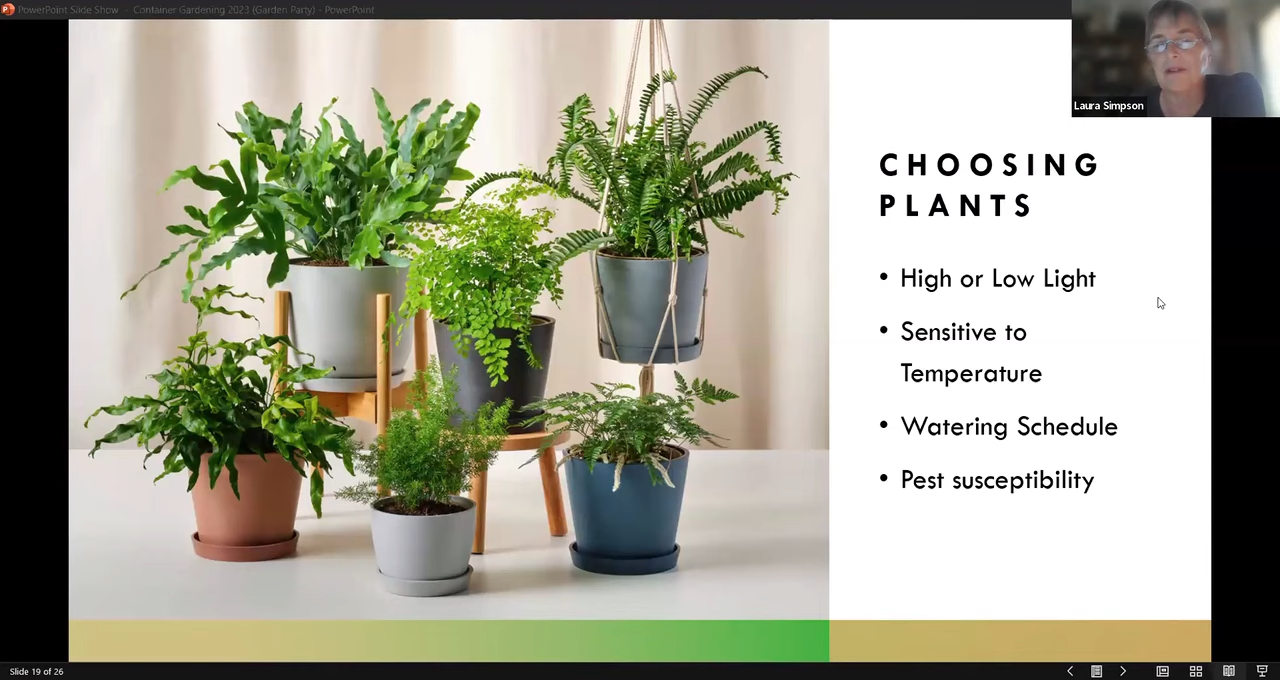 PowerPoint Slide Show - Container Gardening 2023 (Garden Party) - PowerPoint
Laura Simpson
CHOOSING
PLANTS
• High or Low Light
• Sensitive to
Temperature
• Watering Schedule
• Pest susceptibility
Slide 19 of 26